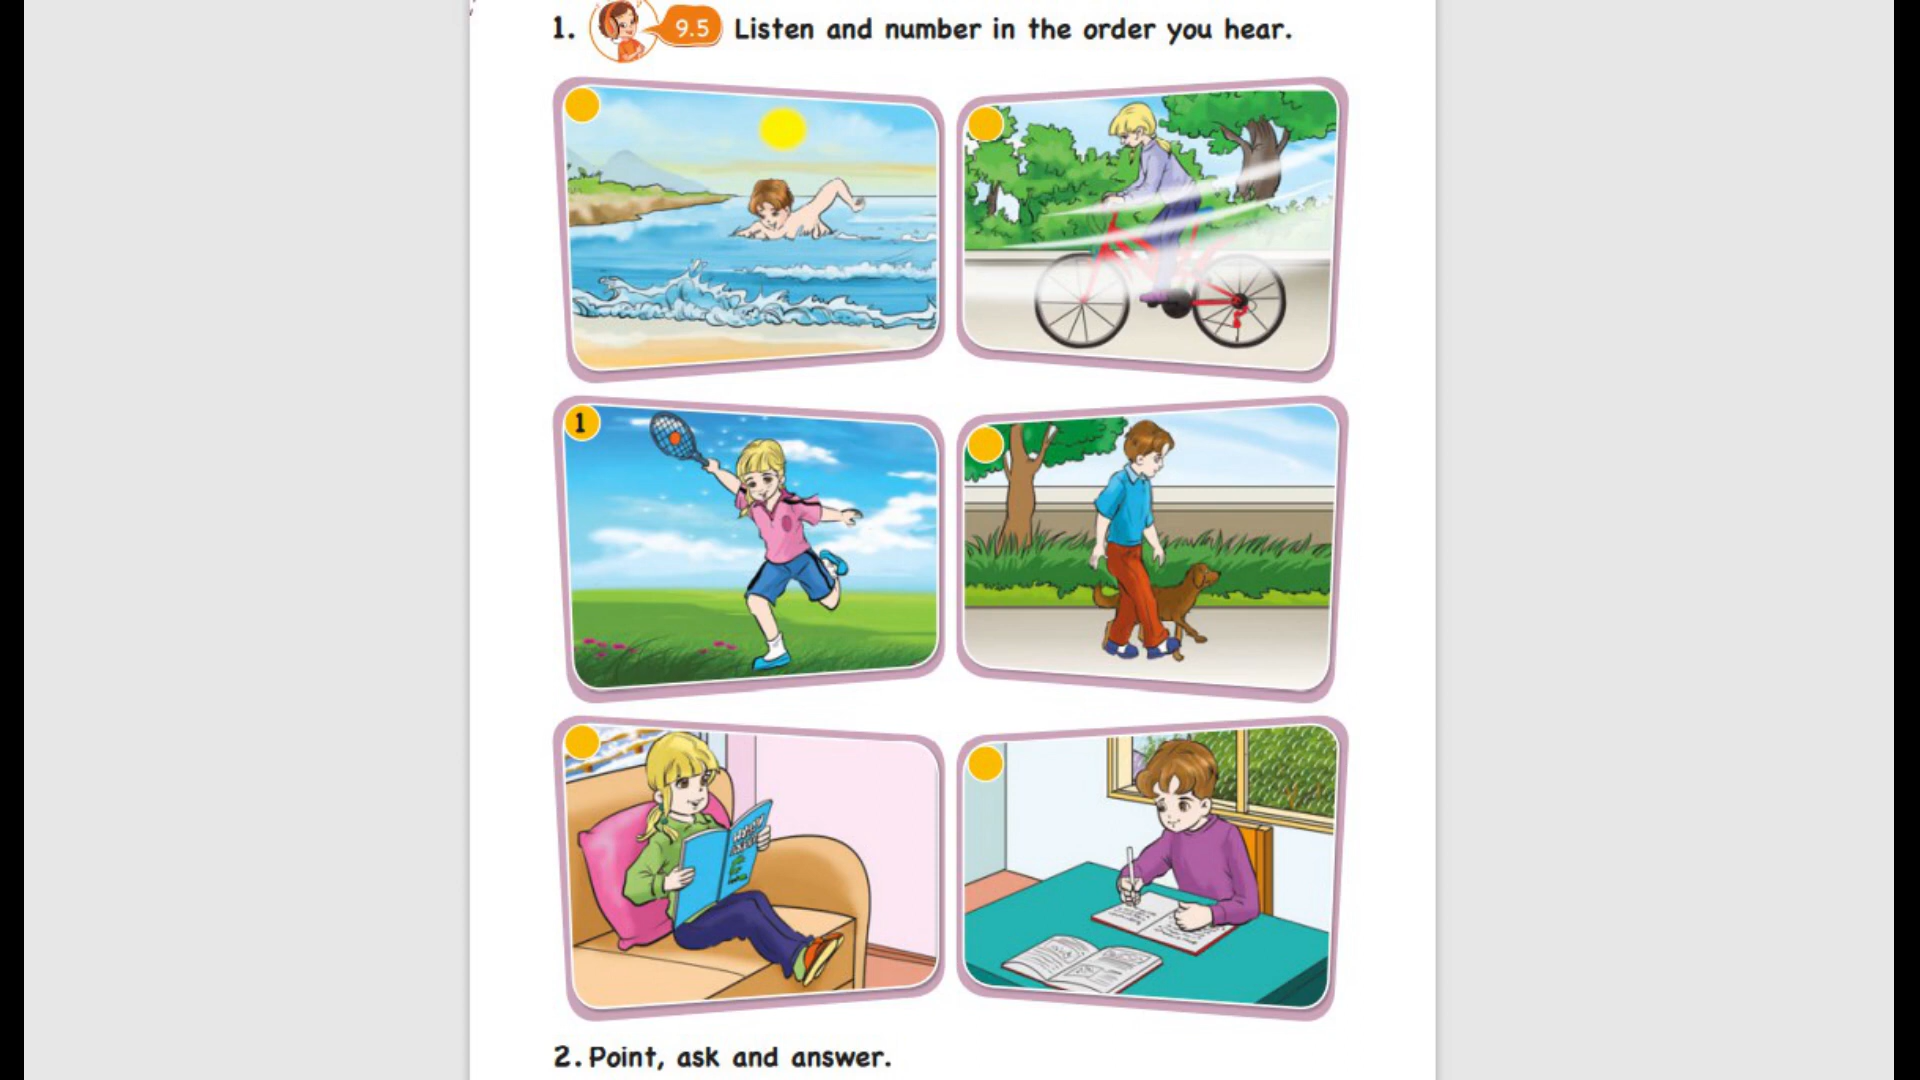 1. 9.5 Listen and number in the order you hear.
1
2. Point, ask and answer.